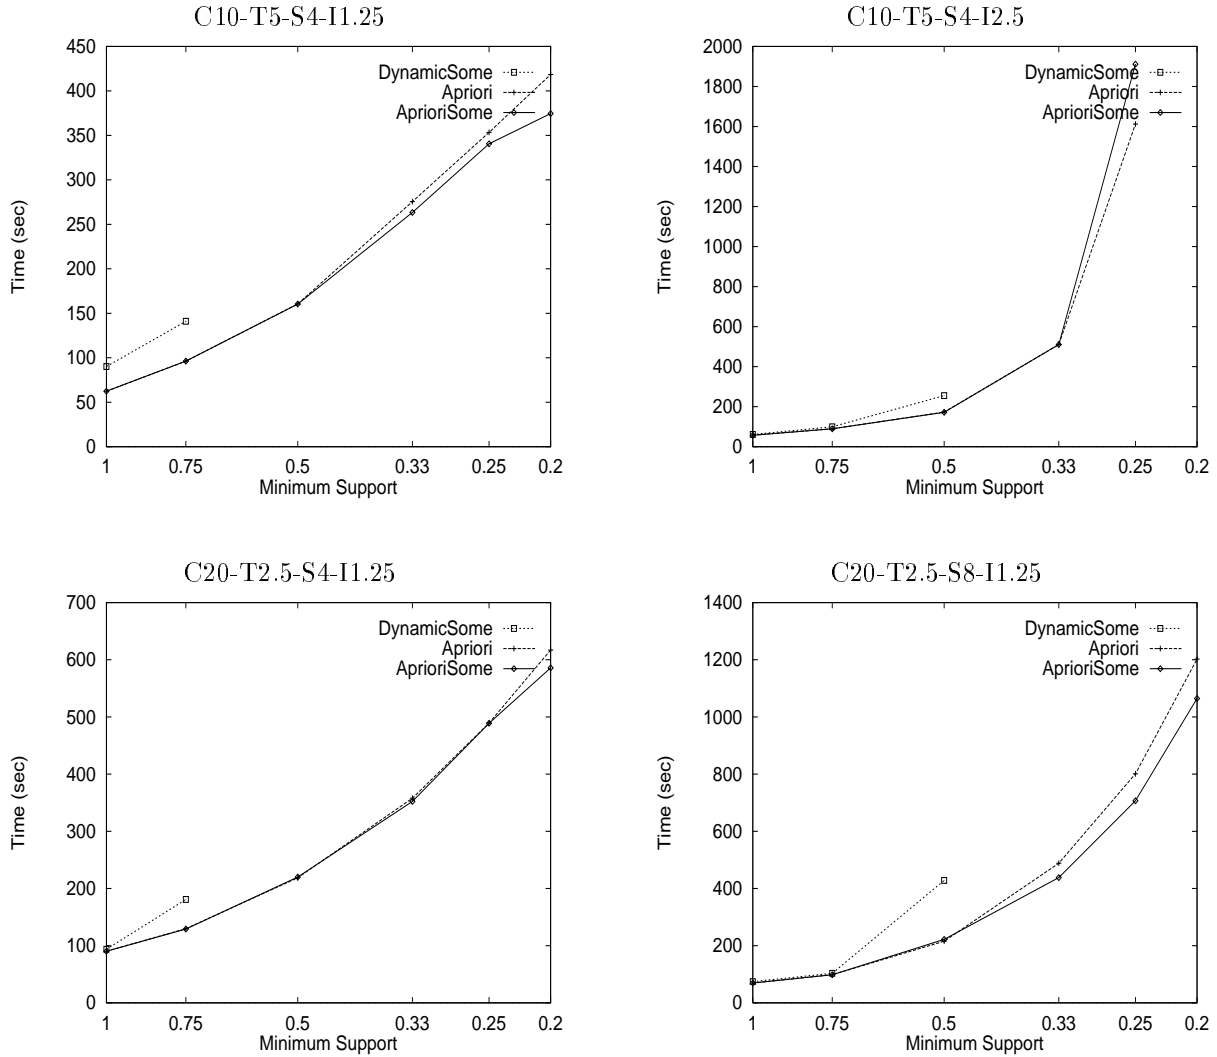 C10-T5-S4-I1.25
450
400
350
300
250
200
150
100
50
0
Time (sec)
DynamicSome
Apriori
AprioriSome
1 0.75 0.5 0.33 0.25 0.2
Minimum Support
C10-T5-S4-I2.5
2000
1800
1600
1400
1200
1000
800
600
400
200
0
Time (sec)
DynamicSome
Apriori
AprioriSome
1 0.75 0.5 0.33 0.25 0.2
Minimum Support
C20-T2.5-S4-I1.25
700
600
500
400
300
200
100
0
Time (sec)
DynamicSome
Apriori
AprioriSome
1 0.75 0.5 0.33 0.25 0.2
Minimum Support
C20-T2.5-S8-I1.25
1400
1200
1000
800
600
400
200
0
Time (sec)
DynamicSome
Apriori
AprioriSome
1 0.75 0.5 0.33 0.25 0.2
Minimum Support